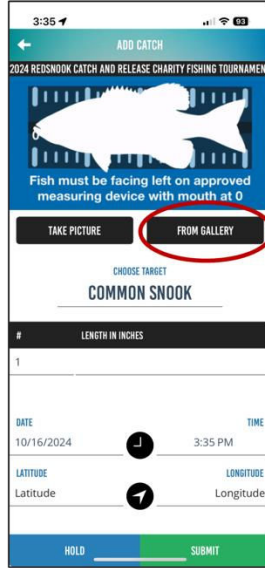 3:35
93
ADD CATCH
2024 REDSNOOK CATCH AND RELEASE CHARITY FISHING TOURNAMEN
Fish must be facing left on approved
measuring device with mouth at 0
TAKE PICTURE FROM GALLERY
CHOOSE TARGET
COMMON SNOOK
# LENGTH IN INCHES
1
DATE TIME
10/16/2024 3:35 PM
LATITUDE LONGITUDE
Latitude Longitude
HOLD SUBMIT